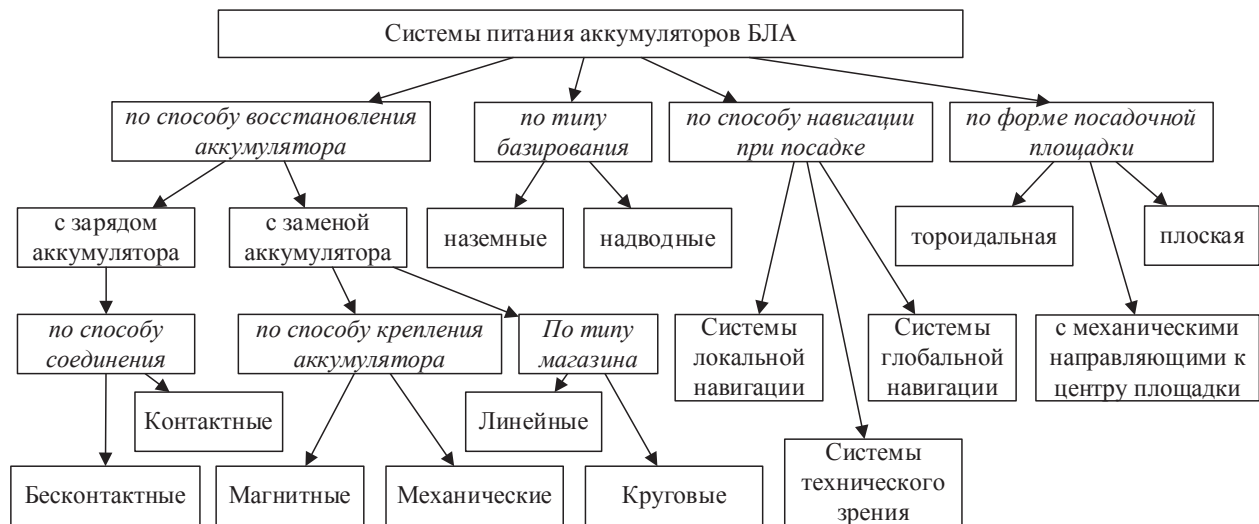 Системы питания аккумуляторов БЛА
по способу восстановления
аккумулятора
по типу
базирования
по способу навигации
при посадке
по форме посадочной
площадки
с зарядом
аккумулятора
с заменой
аккумулятора
наземные
надводные
тороидальная
плоская
по способу
соединения
по способу крепления
аккумулятора
По типу
магазина
Системы
локальной
навигации
Системы
глобальной
навигации
с механическими
направляющими к
центру площадки
Контактные
Линейные
Бесконтактные
Магнитные
Механические
Круговые
Системы
технического
зрения